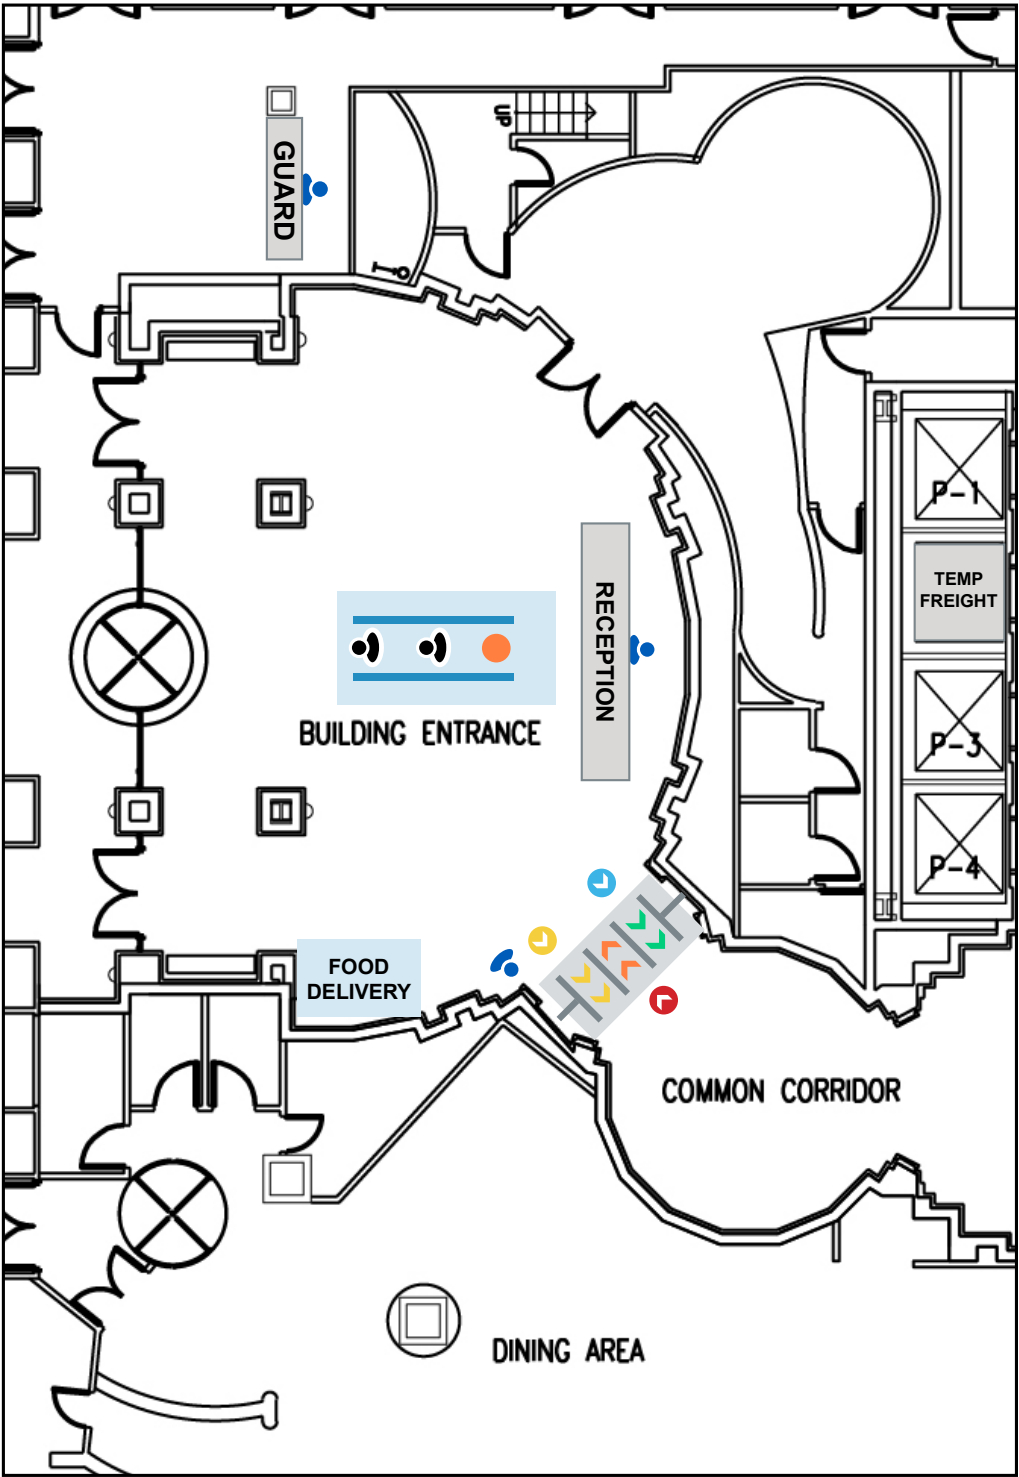 UP
GUARD
P-1
TEMP
FREIGHT
RECEPTION
BUILDING ENTRANCE
P-3
P-4
FOOD
DELIVERY
COMMON CORRIDOR
DINING AREA